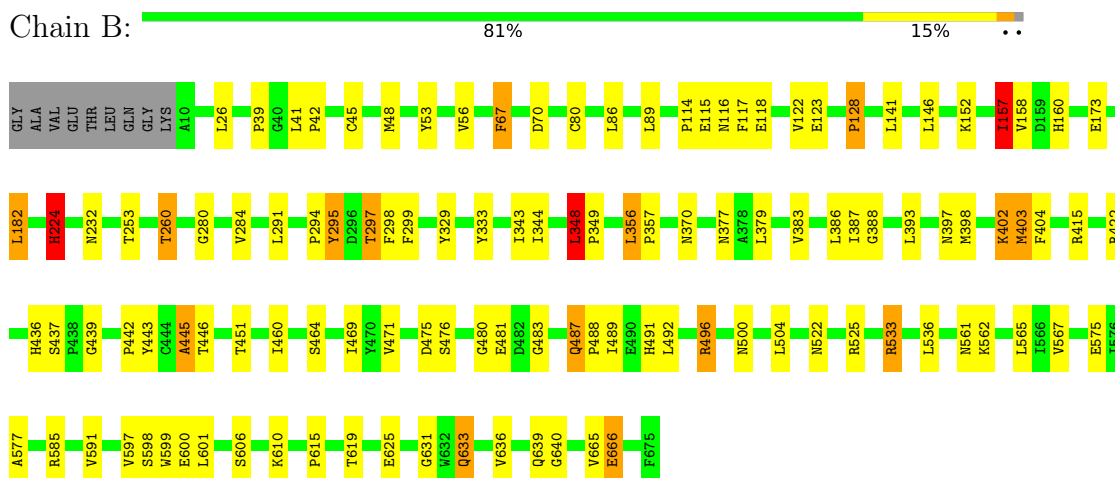 Chain B:
81% 15% • •
GLY ALA VAL GLU THR LEU GLN GLY LYS A10 L26 P39 G40 L41 P42 C45 M48 Y53 V56 F67 D70 C80 L86 L89 P114 E115 N116 F117 E118 V122 E123 P128 L141 L146 K152 I157 V158 D159 H160 E173
L182 H224 N232 T253 T260 G280 V284 L291 P294 Y295 D296 T297 F298 F299 Y329 Y333 I343 I344 L348 P349 L356 P357 N370 N377 A378 L379 V383 L386 I387 G388 L393 N397 M398 K402 M403 F404 R415
H436 S437 P438 G439 P442 Y443 C444 A445 T446 T451 I460 S464 I469 Y470 V471 D475 S476 G480 E481 D482 G483 Q487 P488 I489 E490 H491 L492 R496 N500 L504 N522 R525 R533 L536 N561 K562 L565 I566 V567 E575 I576
A577 R585 V591 V597 S598 W599 E600 L601 S606 K610 P615 T619 E625 G631 W632 Q633 V636 Q639 G640 V665 E666 F675